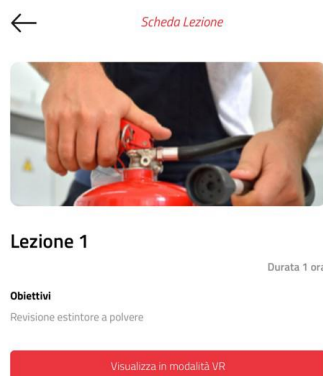 Scheda Lezione
Lezione 1
Durata 1 ora
Obiettivi
Revisione estintore a polvere
Visualizza in modalità VR